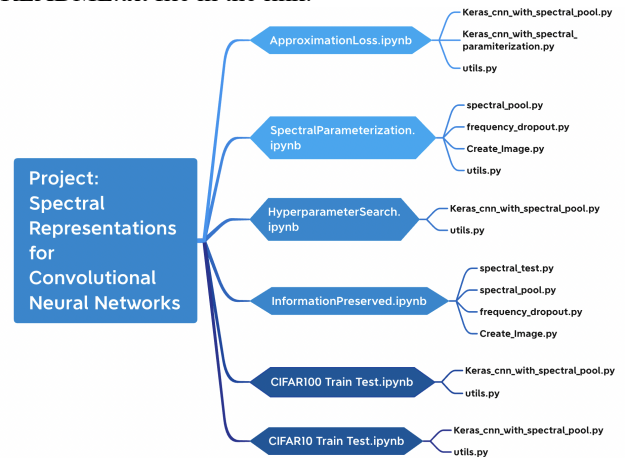 Project:
Spectral
Representations
for
Convolutional
Neural Networks
ApproximationLoss.ipynb
Keras_cnn_with_spectral_pool.py
Keras_cnn_with_spectral_
paramiterization.py
utils.py
SpectralParameterization.
ipynb
spectral_pool.py
frequency_dropout.py
Create_Image.py
utils.py
HyperparameterSearch.
ipynb
Keras_cnn_with_spectral_pool.py
utils.py
InformationPreserved.ipynb
spectral_test.py
spectral_pool.py
frequency_dropout.py
Create_Image.py
CIFAR100 Train Test.ipynb
Keras_cnn_with_spectral_pool.py
utils.py
CIFAR10 Train Test.ipynb
Keras_cnn_with_spectral_pool.py
utils.py